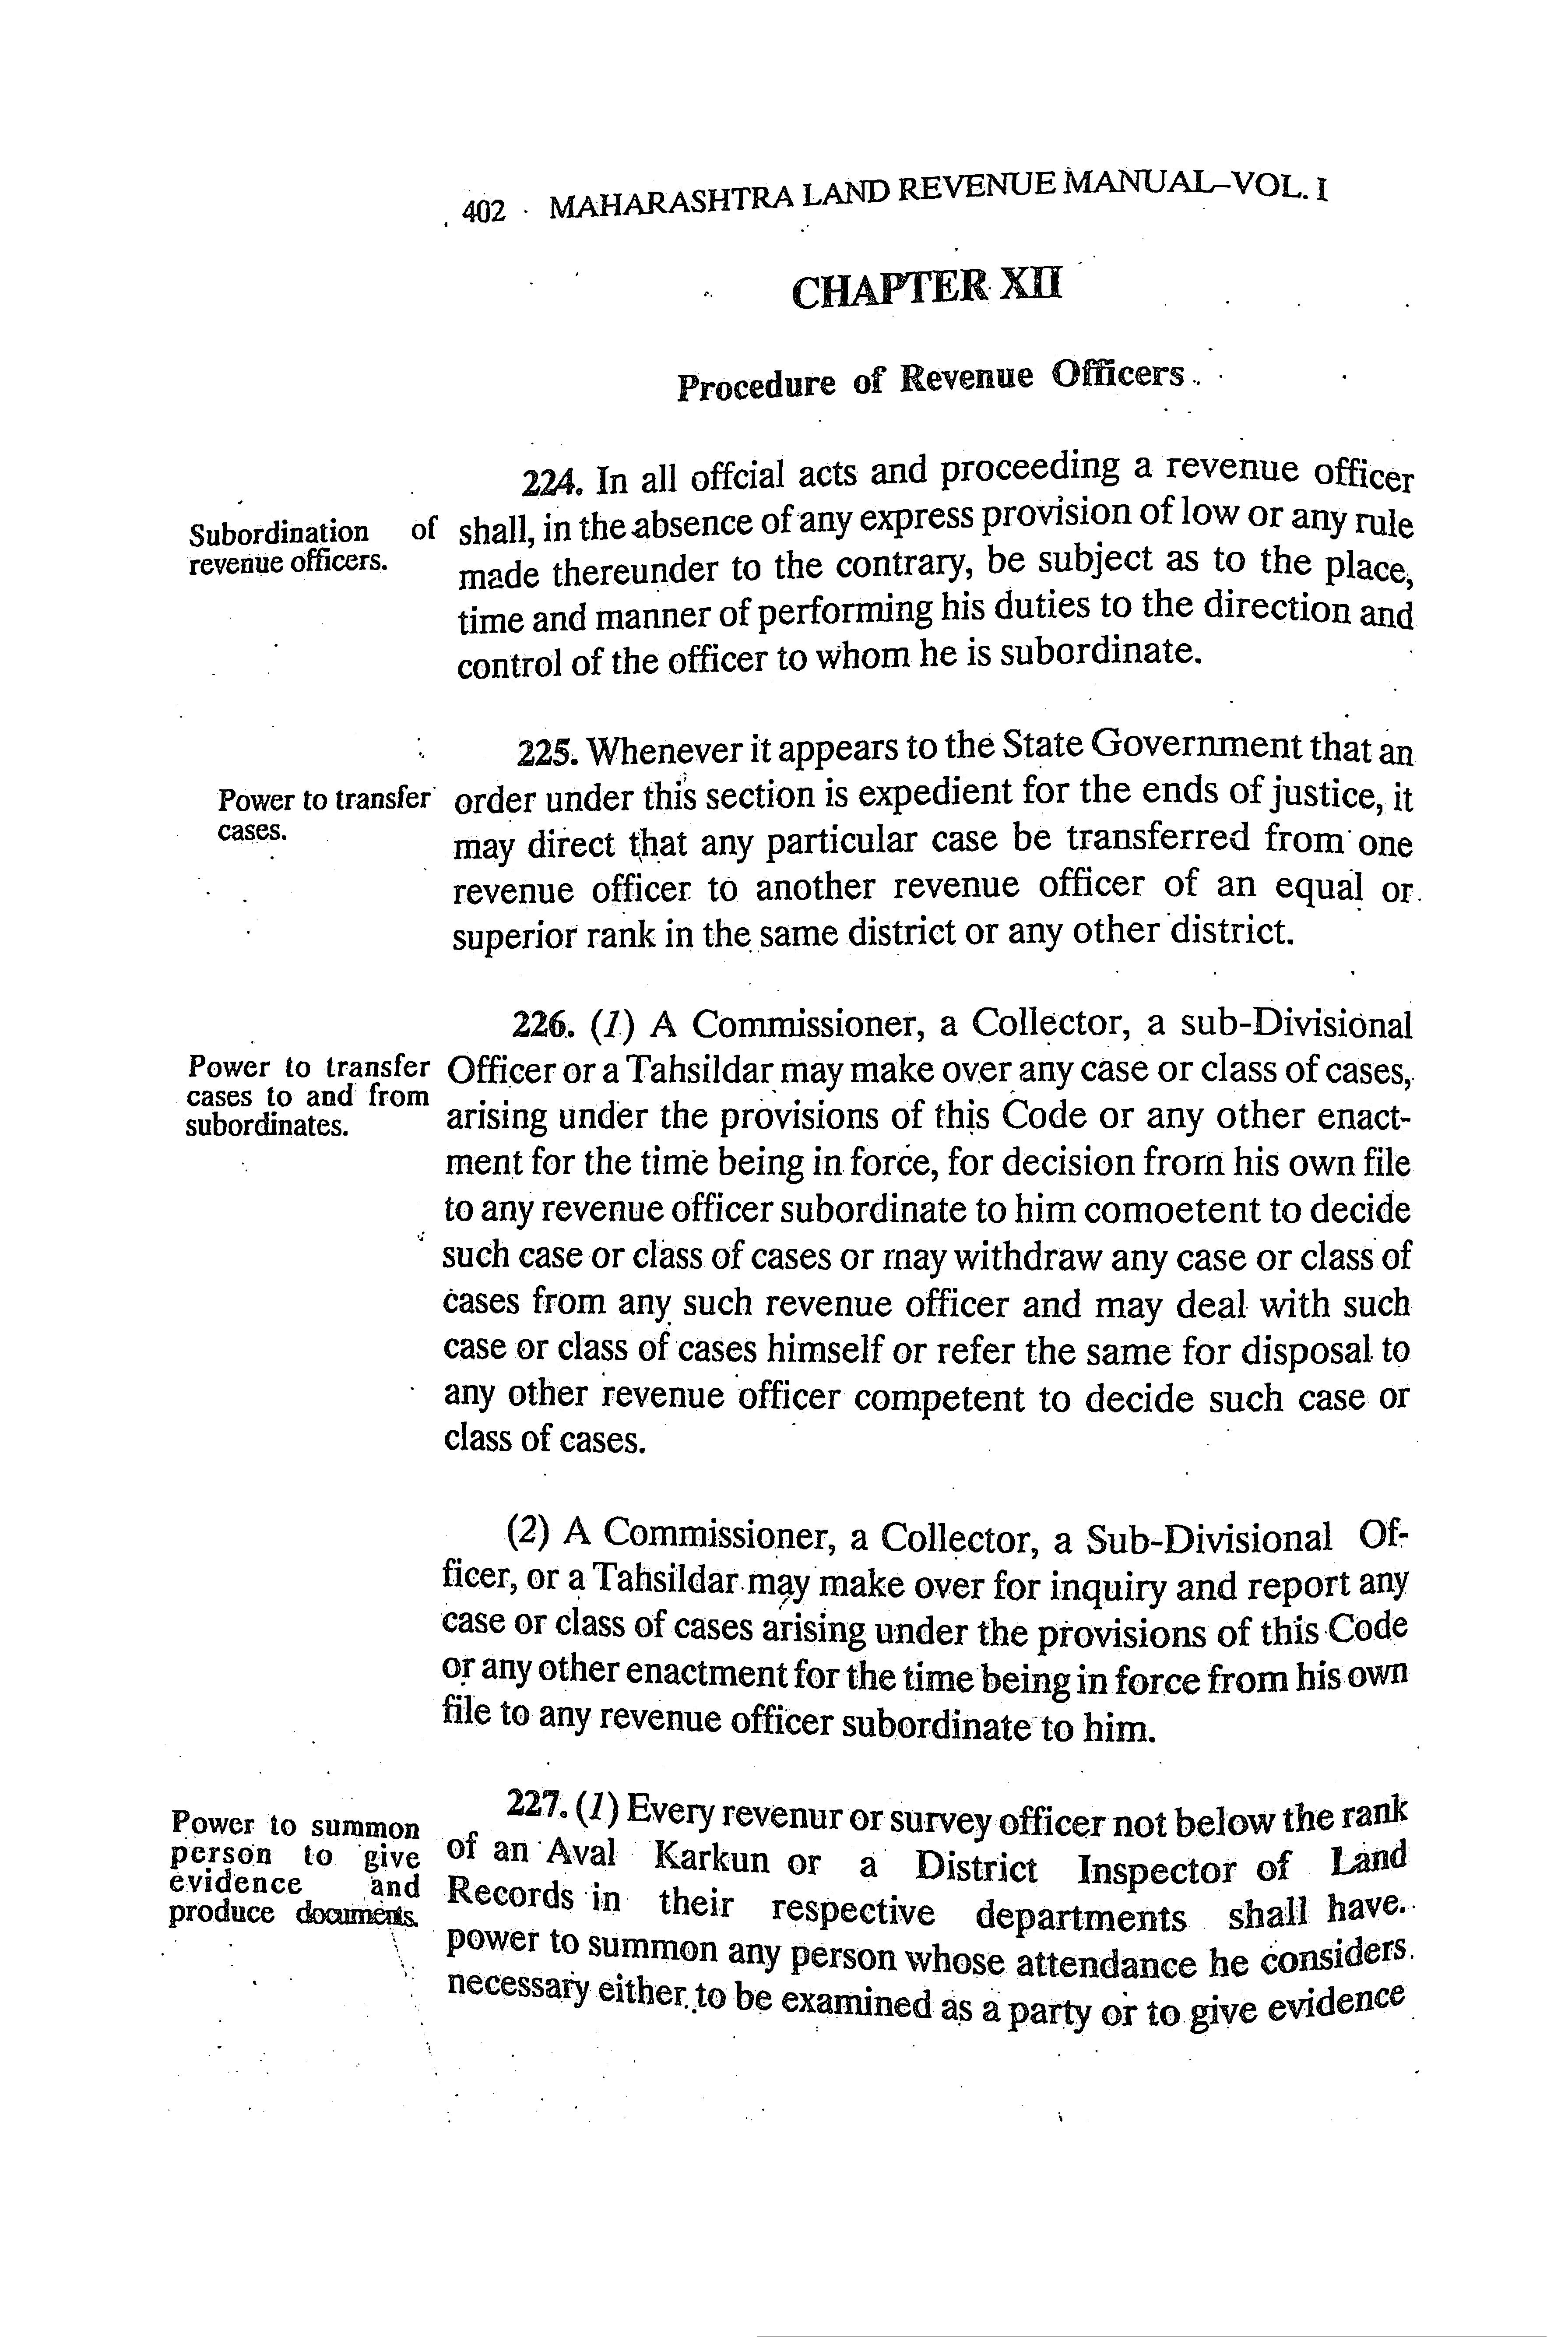 402 MAHARASHTRA LAND REVENUE MANUAL–VOL. I
CHAPTER XII
Procedure of Revenue Officers
Subordination of
revenue officers.
224. In all offcial acts and proceeding a revenue officer
shall, in the absence of any express provision of low or any rule
made thereunder to the contrary, be subject as to the place,
time and manner of performing his duties to the direction and
control of the officer to whom he is subordinate.
Power to transfer
cases.
225. Whenever it appears to the State Government that an
order under this section is expedient for the ends of justice, it
may direct that any particular case be transferred from one
revenue officer to another revenue officer of an equal or
superior rank in the same district or any other district.
Power to transfer
cases to and from
subordinates.
226. (1) A Commissioner, a Collector, a sub-Divisional
Officer or a Tahsildar may make over any case or class of cases,
arising under the provisions of this Code or any other enact-
ment for the time being in force, for decision from his own file
to any revenue officer subordinate to him comoetent to decide
such case or class of cases or may withdraw any case or class of
cases from any such revenue officer and may deal with such
case or class of cases himself or refer the same for disposal to
any other revenue officer competent to decide such case or
class of cases.
(2) A Commissioner, a Collector, a Sub-Divisional Of-
ficer, or a Tahsildar may make over for inquiry and report any
case or class of cases arising under the provisions of this Code
or any other enactment for the time being in force from his own
file to any revenue officer subordinate to him.
Power to summon
person to give
evidence and
produce documents.
227. (1) Every revenur or survey officer not below the rank
of an Aval Karkun or a District Inspector of Land
Records in their respective departments shall have
power to summon any person whose attendance he considers
necessary either to be examined as a party or to give evidence